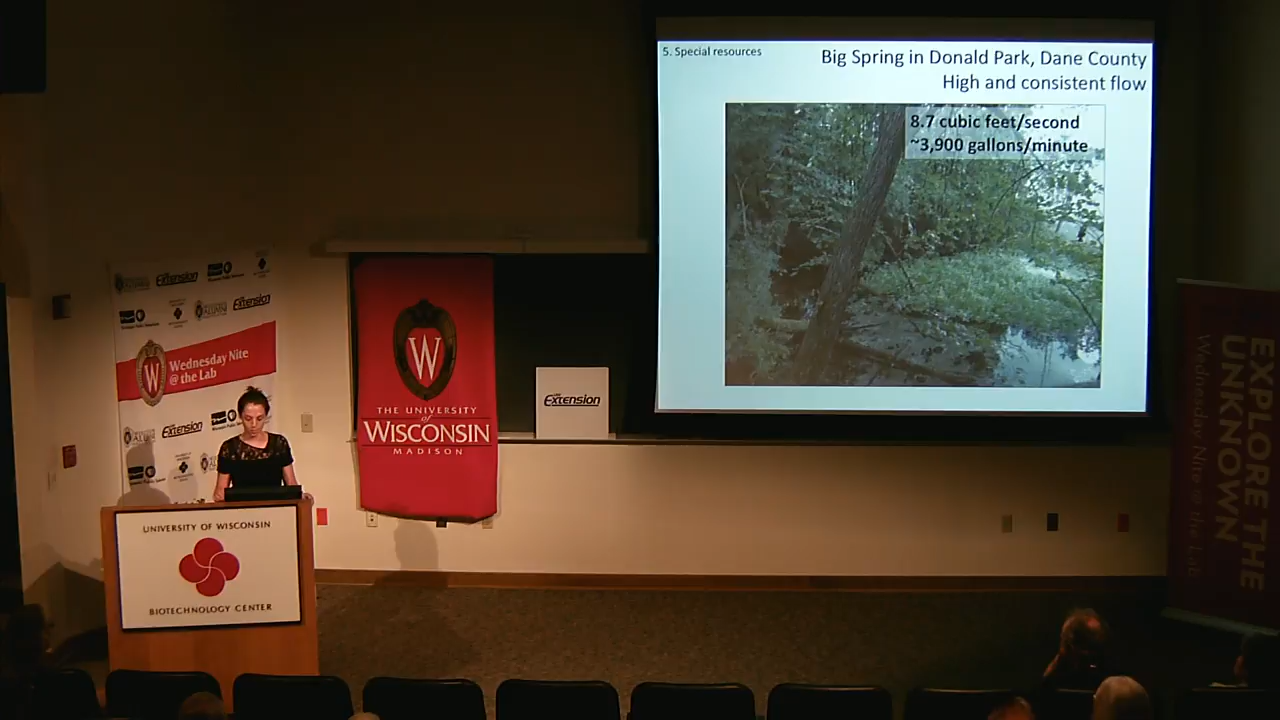 5. Special resources
Big Spring in Donald Park, Dane County
High and consistent flow
8.7 cubic feet/second
~3,900 gallons/minute
Extension
Extension
Wednesday Nite
@ the Lab
Extension
THE UNIVERSITY
of
WISCONSIN
MADISON
Extension
UNIVERSITY OF WISCONSIN
BIOTECHNOLOGY CENTER
EXPLORE THE
UNKNOWN
Wednesday Nite @ the Lab